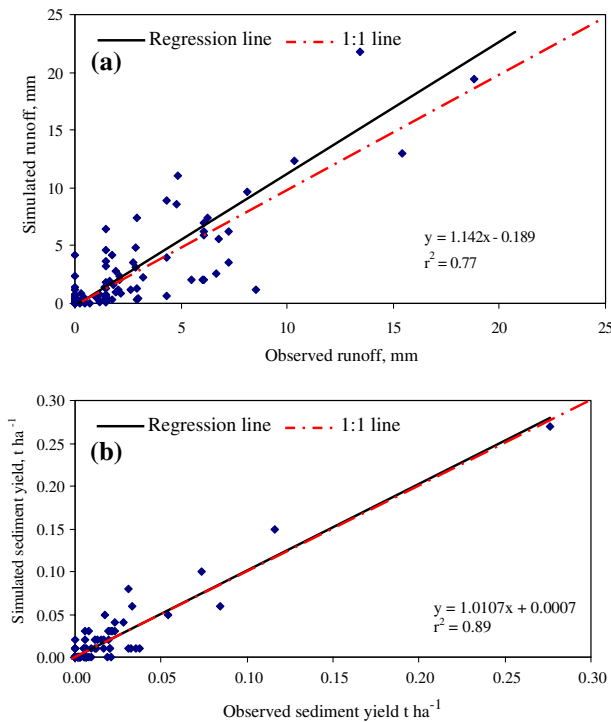 25
20
15
10
5
0
Simulated runoff, mm
(a)
Regression line
1:1 line
y = 1.142x - 0.189
r² = 0.77
0 5 10 15 20 25
Observed runoff, mm
0.30
0.25
0.20
0.15
0.10
0.05
0.00
Simulated sediment yield, t ha⁻¹
Regression line
1:1 line
(b)
y = 1.0107x + 0.0007
r² = 0.89
0.00 0.05 0.10 0.15 0.20 0.25 0.30
Observed sediment yield t ha⁻¹